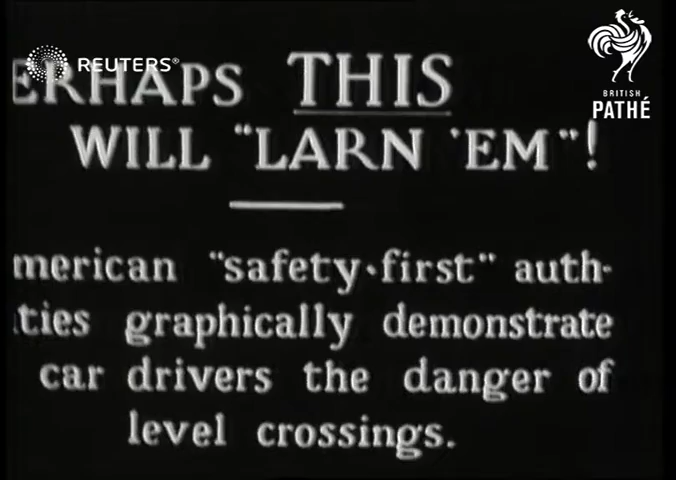 REUTERS
BRITISH
PATHÉ
ERHAPS THIS
WILL "LARN 'EM"!
merican "safety-first" auth-
ties graphically demonstrate
car drivers the danger of
level crossings.